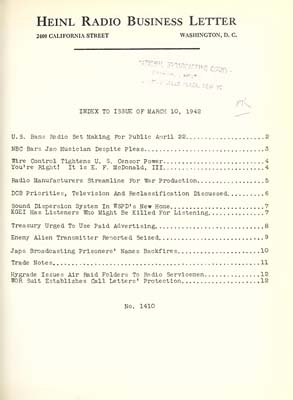 HEINL RADIO BUSINESS LETTER
2400 CALIFORNIA STREET WASHINGTON, D. C.
INDEX TO ISSUE OF MARCH 10, 1942
U.S. Bans Radio Set Making For Public April 22....................2
NBC Bars Jap Musician Despite Pleas....................3
Wire Control Tightens U. S. Censor Power....................4
You're Right! It is E. F. McDonald, III....................4
Radio Manufacturers Streamline For War Production....................5
DCB Priorities, Television And Reclassification Discussed....................6
Sound Dispersion System In WSPD's New Home....................7
KGEI Has Listeners Who Might Be Killed For Listening....................7
Treasury Urged To Use Paid Advertising....................8
Enemy Alien Transmitter Reported Seized....................9
Japs Broadcasting Prisoners' Names Backfires....................10
Trade Notes....................11
Hygrade Issues Air Raid Folders To Radio Servicemen....................12
WOR Suit Establishes Call Letters' Protection....................12
No. 1410